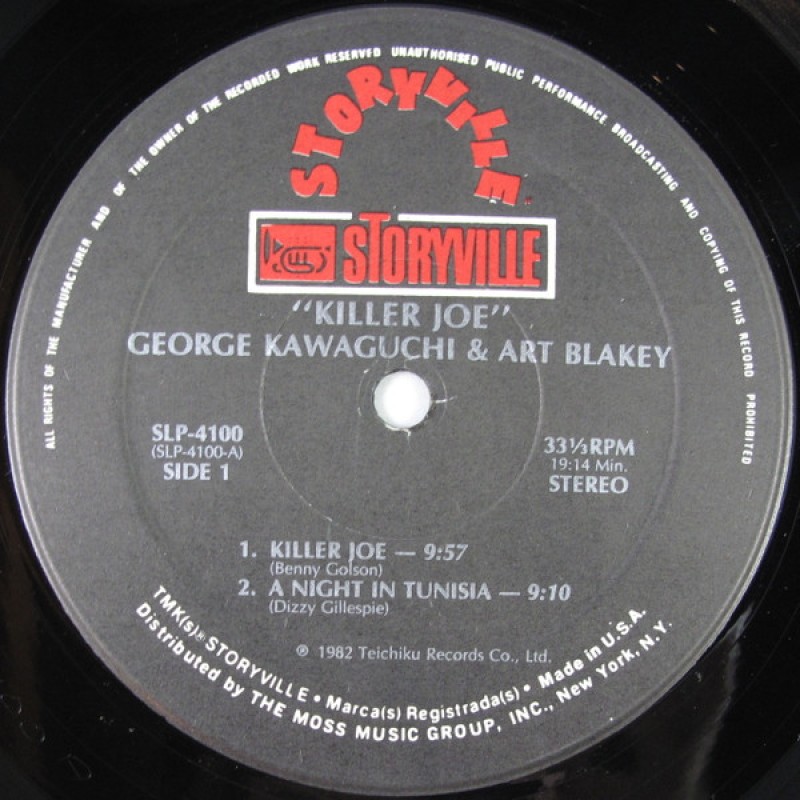 ALL RIGHTS OF THE MANUFACTURER AND OF THE OWNER OF THE RECORDED WORK RESERVED UNAUTHORISED PUBLIC PERFORMANCE BROADCASTING AND COPYING OF THIS RECORD PROHIBITED
STORYVILLE
STORYVILLE
"KILLER JOE"
GEORGE KAWAGUCHI & ART BLAKEY
SLP-4100
(SLP-4100-A)
SIDE 1
33⅓RPM
19:14 Min.
STEREO
1. KILLER JOE — 9:57
(Benny Golson)
2. A NIGHT IN TUNISIA — 9:10
(Dizzy Gillespie)
℗ 1982 Teichiku Records Co., Ltd.
TMK(s)® STORYVILLE • Marca(s) Registrada(s) • Made in U.S.A.
Distributed by THE MOSS MUSIC GROUP, INC., New York, N.Y.